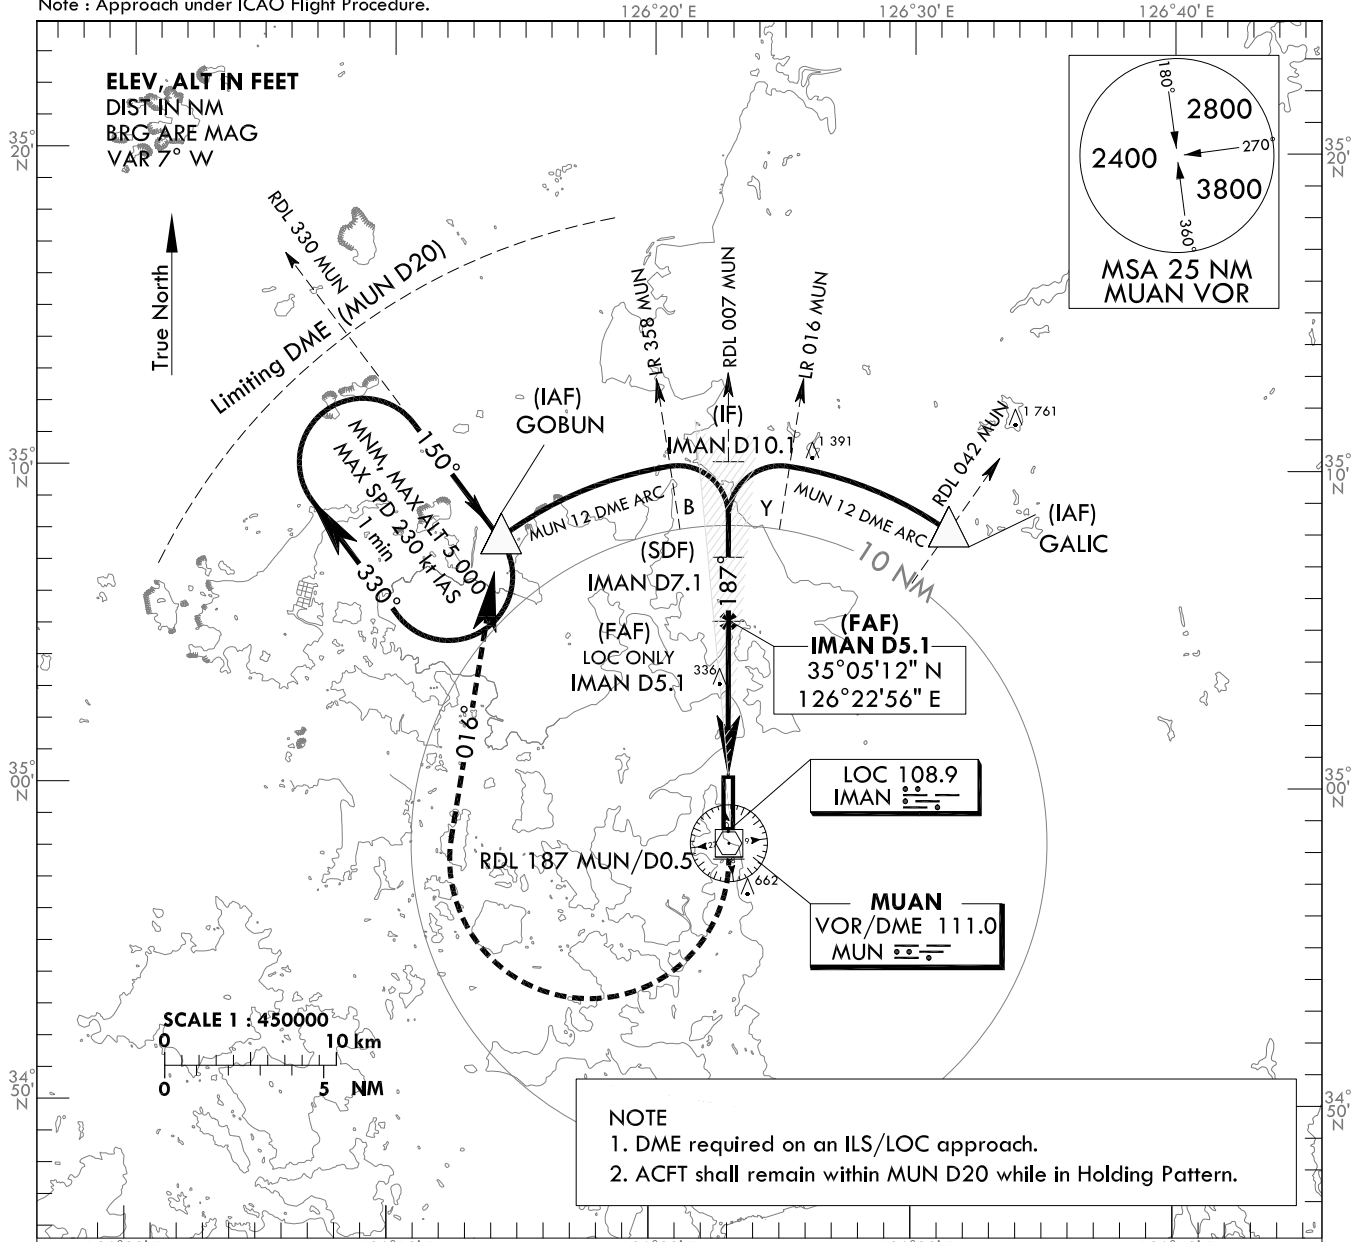 Note : Approach under ICAO Flight Procedure.
126°20' E
126°30' E
126°40' E
ELEV, ALT IN FEET
DIST IN NM
BRG ARE MAG
VAR 7° W
35°
20'
N
35°
20'
N
180°
2800
270°
2400
3800
360°
MSA 25 NM
MUAN VOR
True North
RDL 330 MUN
Limiting DME (MUN D20)
LR 358 MUN
RDL 007 MUN
LR 016 MUN
(IAF)
GOBUN
(IF)
IMAN D10.1
1 391
1 761
RDL 042 MUN
35°
10'
N
35°
10'
N
150°
MNM, MAX ALT 5 000
MAX SPD 230 kt IAS
1 min
330°
MUN 12 DME ARC
B
Y
MUN 12 DME ARC
(IAF)
GALIC
(SDF)
IMAN D7.1
187°
10 NM
(FAF)
LOC ONLY
IMAN D5.1
336
(FAF)
IMAN D5.1
35°05'12" N
126°22'56" E
016°
35°
00'
N
35°
00'
N
LOC 108.9
IMAN
RDL 187 MUN/D0.5
662
MUAN
VOR/DME 111.0
MUN
SCALE 1 : 450000
0 10 km
0 5 NM
34°
50'
N
34°
50'
N
NOTE
1. DME required on an ILS/LOC approach.
2. ACFT shall remain within MUN D20 while in Holding Pattern.